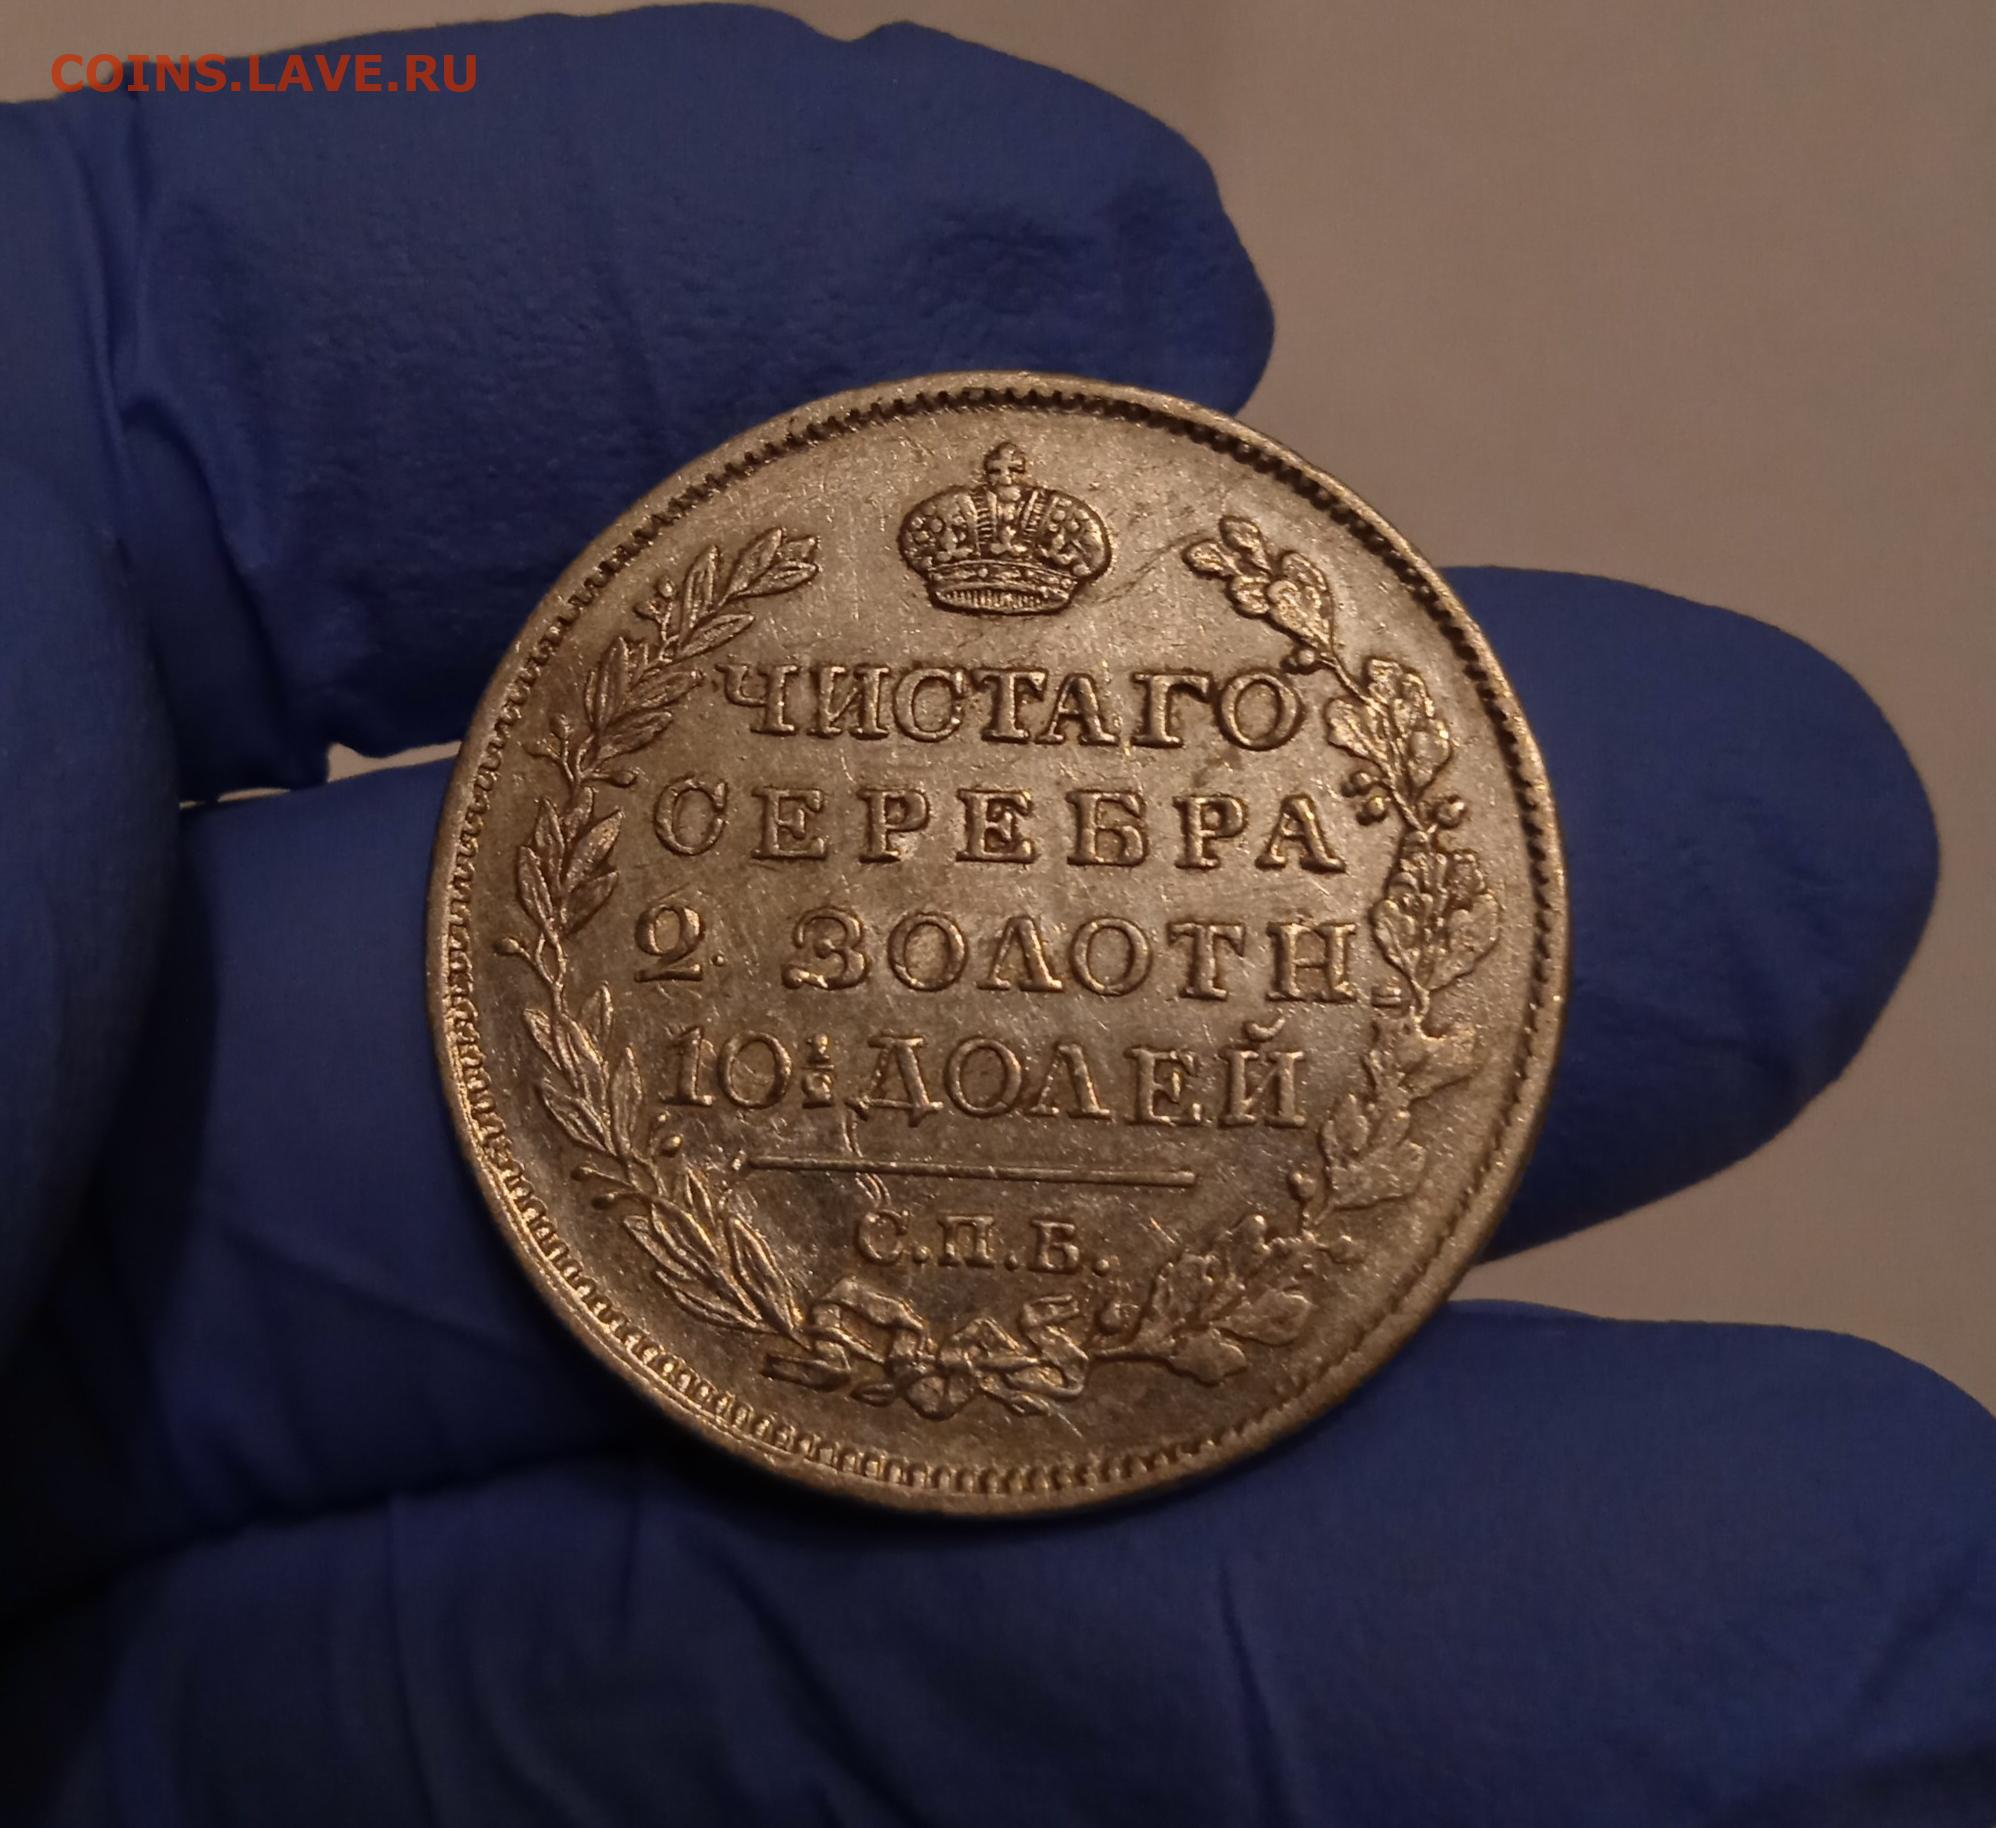 COINS.LAVE.RU
ЧИСТАГО
СЕРЕБРА
2. ЗОЛОТН.
10½ ДОЛЕЙ
С.П.Б.